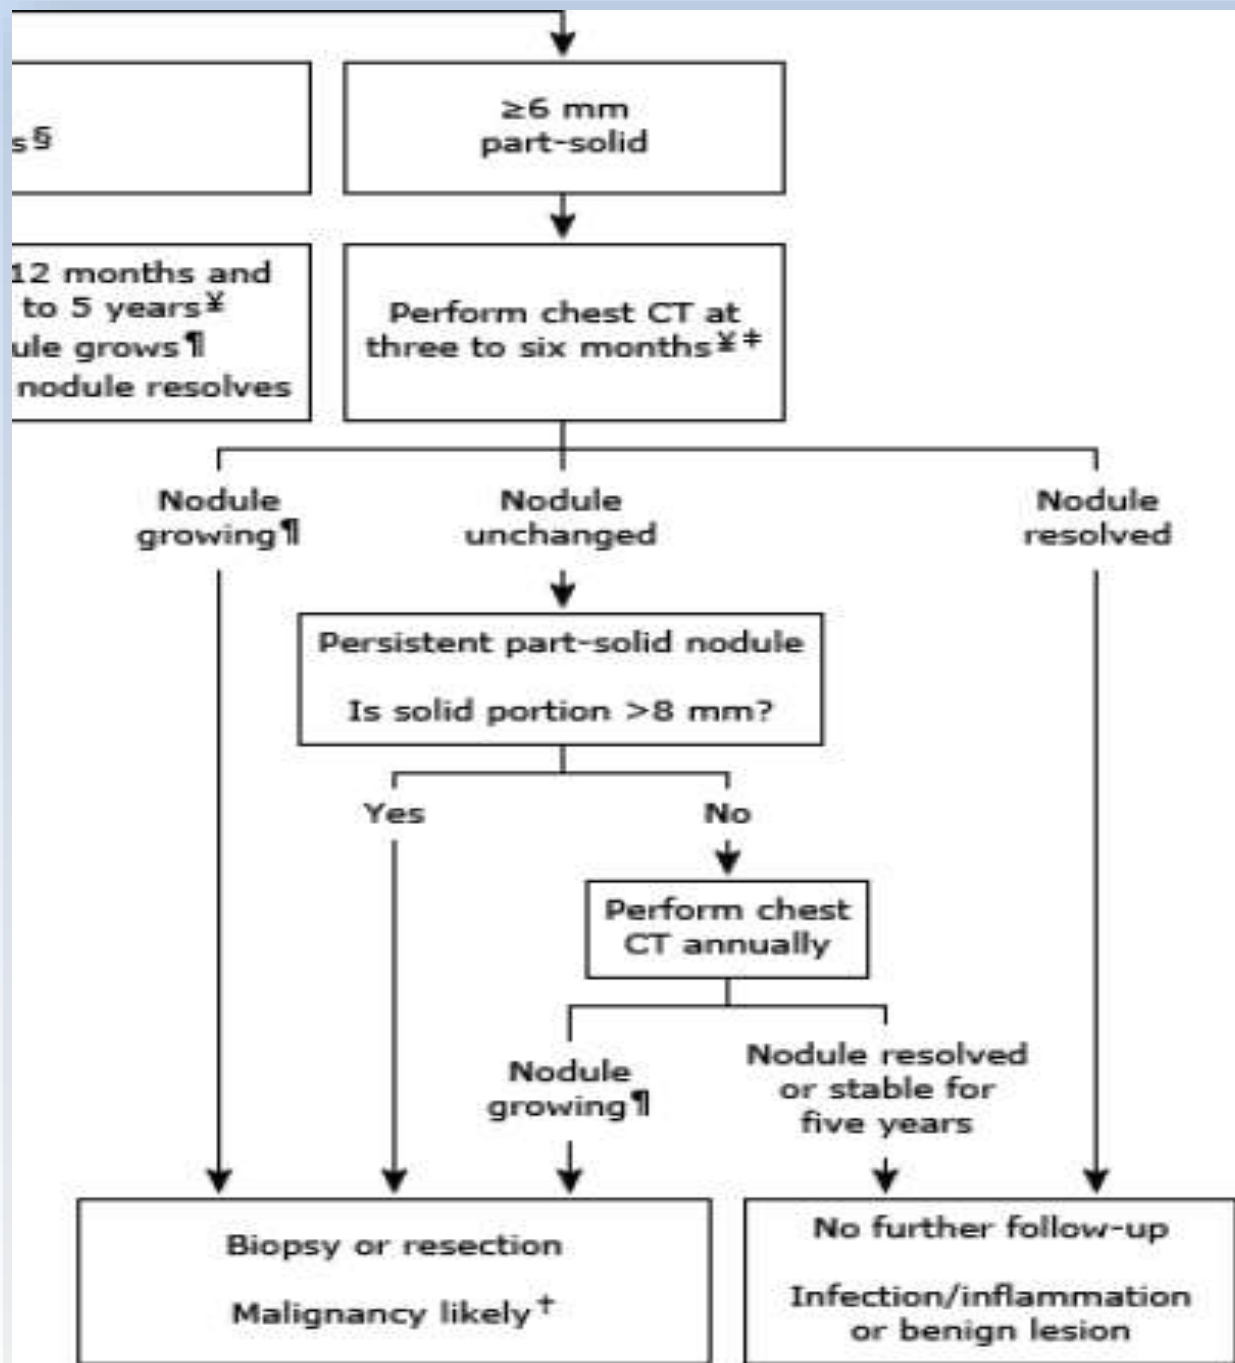 s§
≥6 mm
part-solid
12 months and
to 5 years¥
ule grows¶
nodule resolves
Perform chest CT at
three to six months¥‡
Nodule
growing¶
Nodule
unchanged
Nodule
resolved
Persistent part-solid nodule
Is solid portion >8 mm?
Yes
No
Perform chest
CT annually
Nodule
growing¶
Nodule resolved
or stable for
five years
Biopsy or resection
Malignancy likely†
No further follow-up
Infection/inflammation
or benign lesion